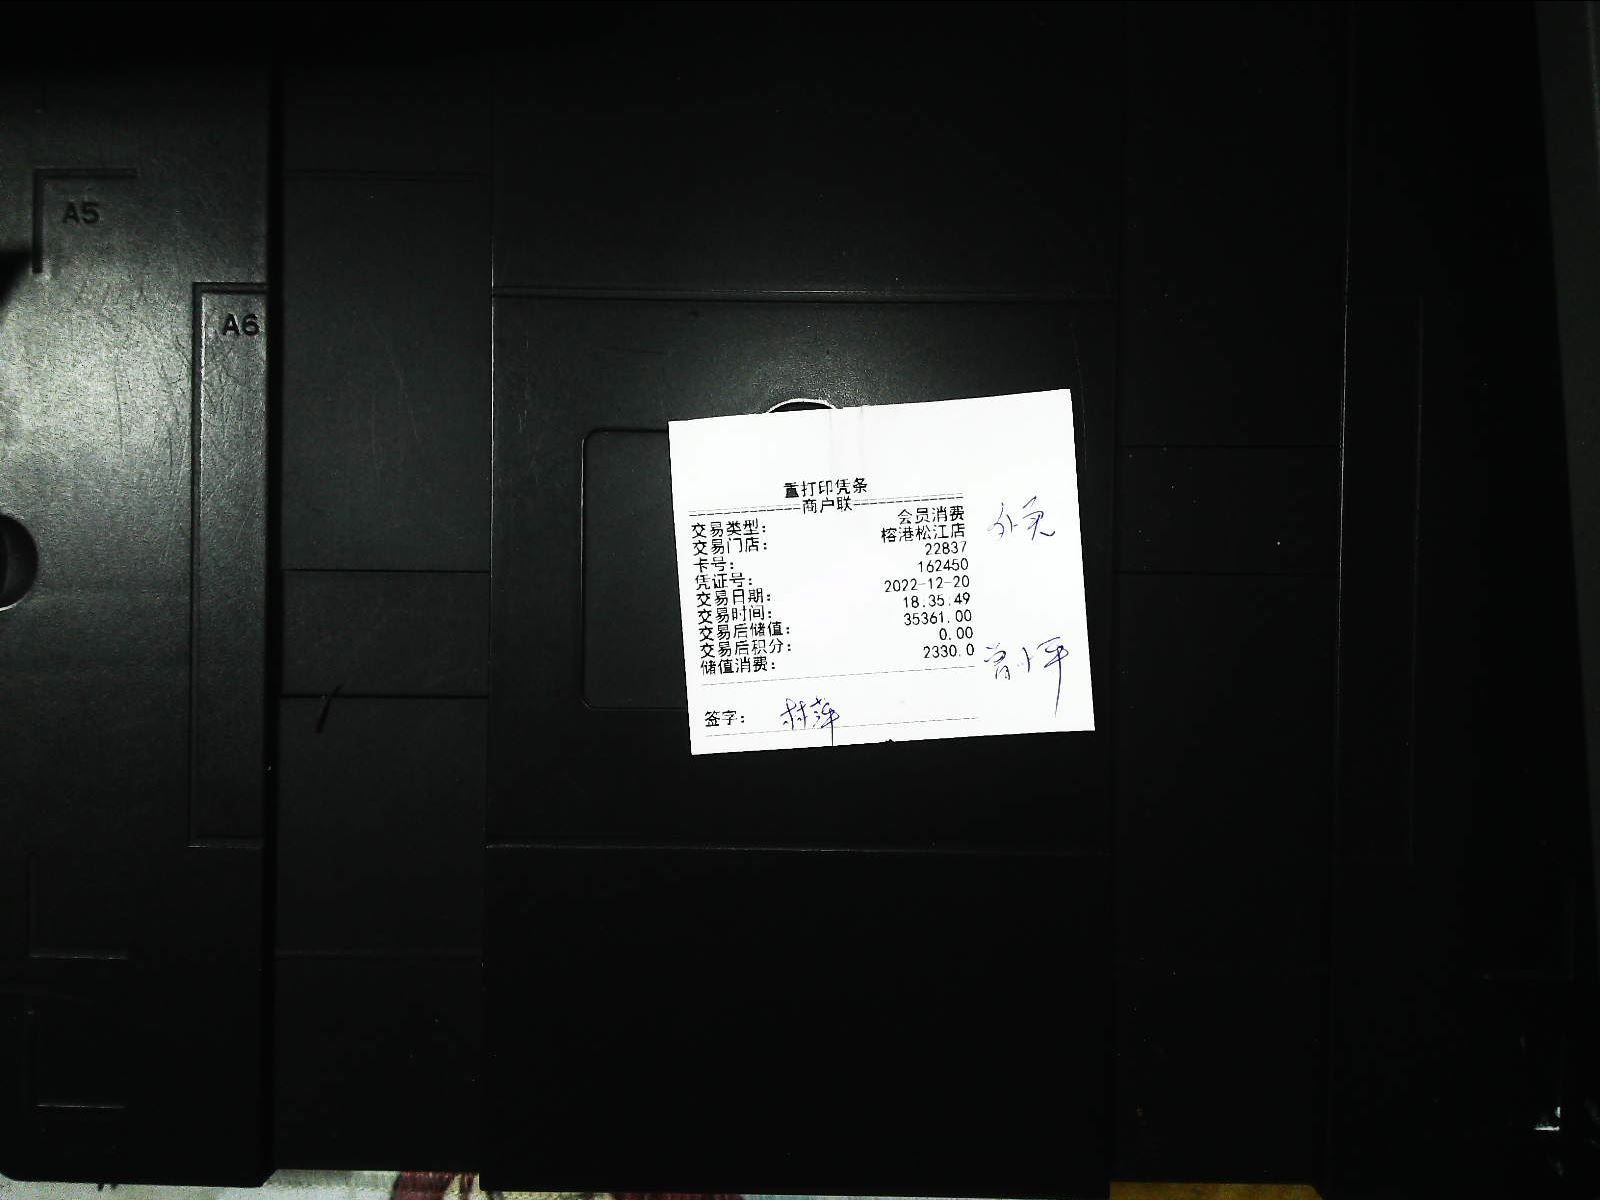 A5
A6
重打印凭条
============商户联============
交易类型： 会员消费
交易门店： 榕港松江店
卡号： 22837
凭证号： 162450
交易日期： 2022-12-20
交易时间： 18.35.49
交易后储值： 35361.00
交易后积分： 0.00
储值消费： 2330.0
签字： 林萍